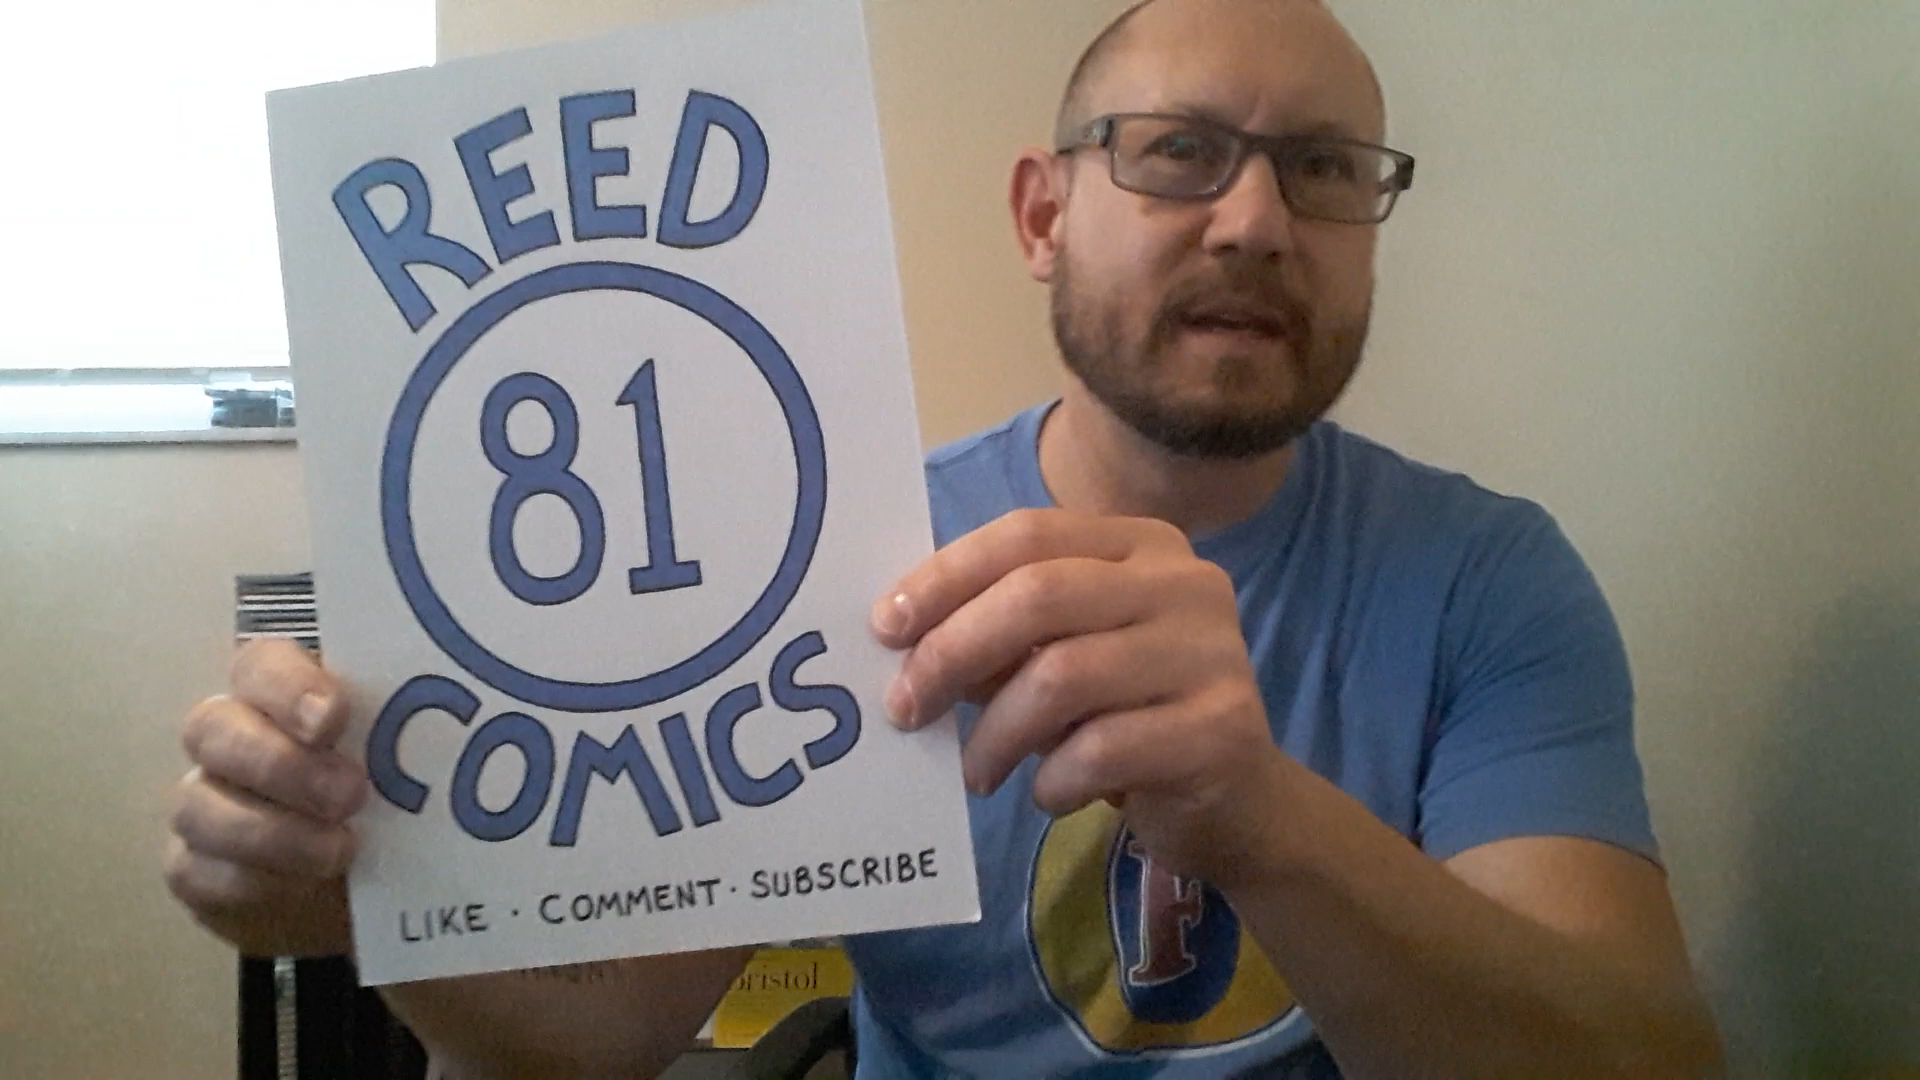 REED
81
COMICS
LIKE · COMMENT · SUBSCRIBE
bristol
F